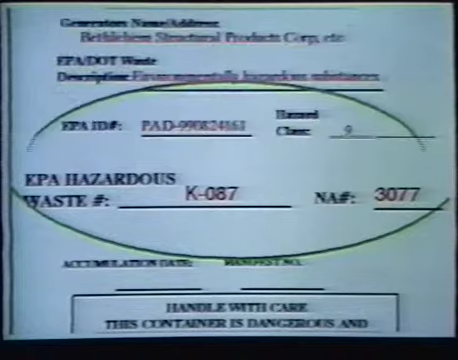 Generators Name/Address
Bethlehem Structural Products Corp, etc
EPA/DOT Waste
Description: Environmentally hazardous substances
EPA ID#: PAD-990824161 Hazard Class: 9
EPA HAZARDOUS
WASTE #: K-087 NA#: 3077
ACCUMULATION DATE: MANIFEST NO.
HANDLE WITH CARE
THIS CONTAINER IS DANGEROUS AND